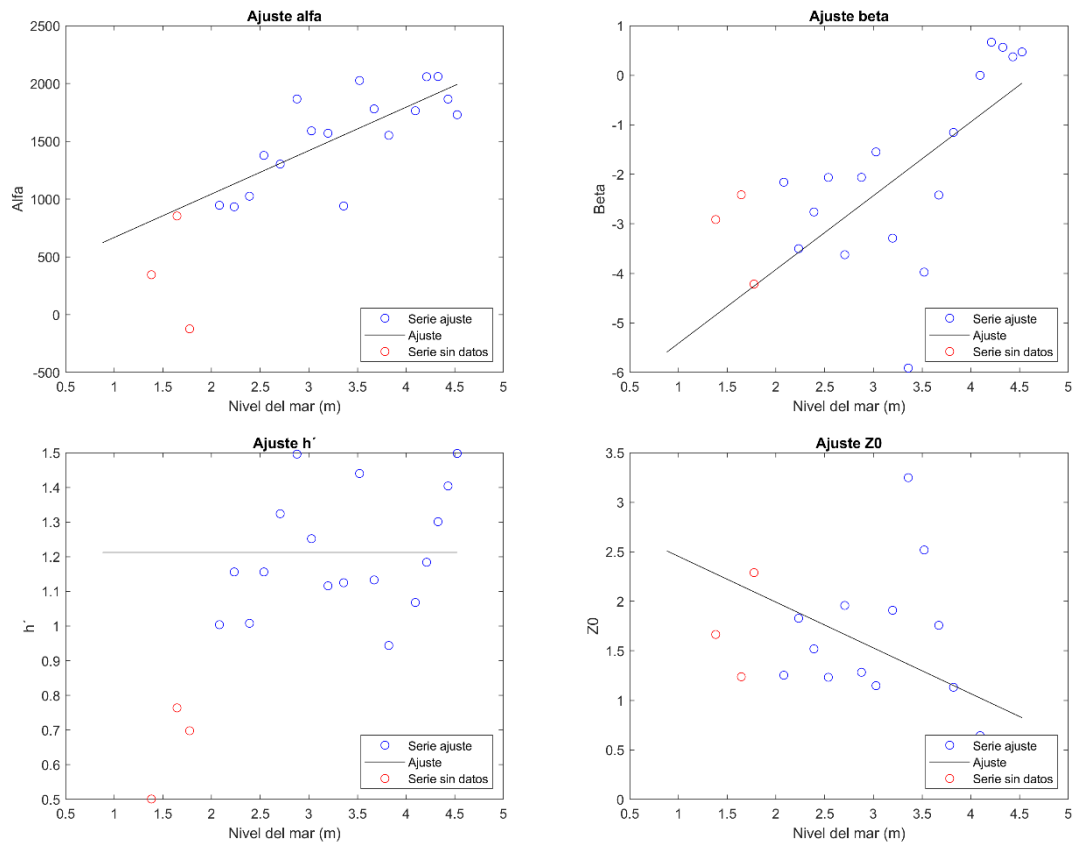 Ajuste alfa
2500
2000
1500
1000
500
0
-500
Alfa
0.5 1 1.5 2 2.5 3 3.5 4 4.5 5
Nivel del mar (m)
Serie ajuste
Ajuste
Serie sin datos
Ajuste beta
1
0
-1
-2
-3
-4
-5
-6
Beta
0.5 1 1.5 2 2.5 3 3.5 4 4.5 5
Nivel del mar (m)
Serie ajuste
Ajuste
Serie sin datos
Ajuste h´
1.5
1.4
1.3
1.2
1.1
1
0.9
0.8
0.7
0.6
0.5
h´
0.5 1 1.5 2 2.5 3 3.5 4 4.5 5
Nivel del mar (m)
Serie ajuste
Ajuste
Serie sin datos
Ajuste Z0
3.5
3
2.5
2
1.5
1
0.5
0
Z0
0.5 1 1.5 2 2.5 3 3.5 4 4.5 5
Nivel del mar (m)
Serie ajuste
Ajuste
Serie sin datos